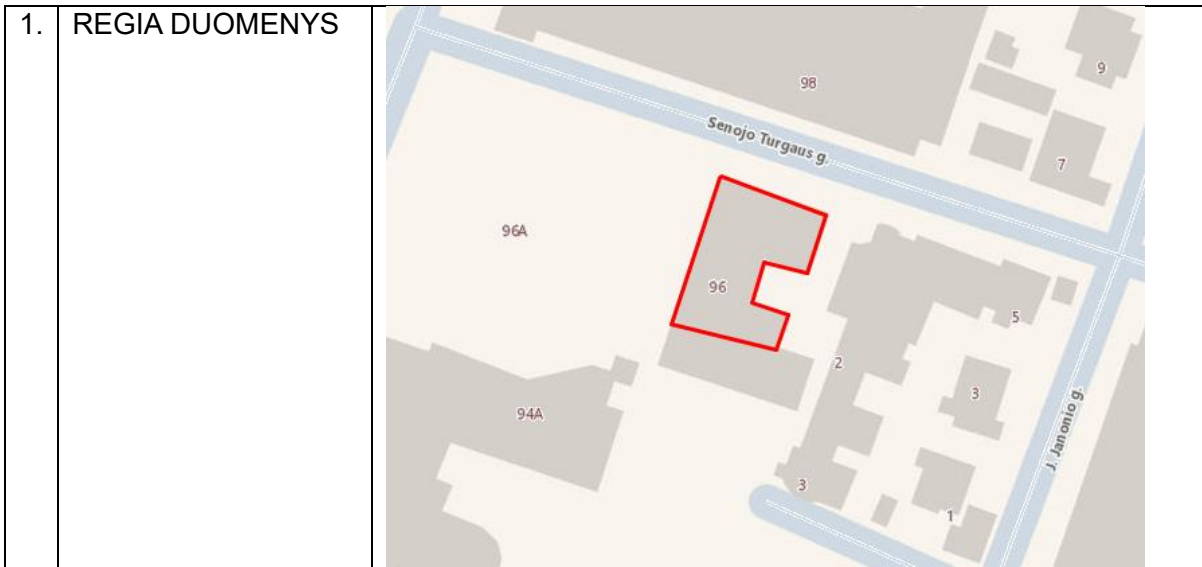 1. REGIA DUOMENYS
98
9
Senojo Turgaus g.
7
96A
96
5
2
3
94A
J. Janonio g.
3
1